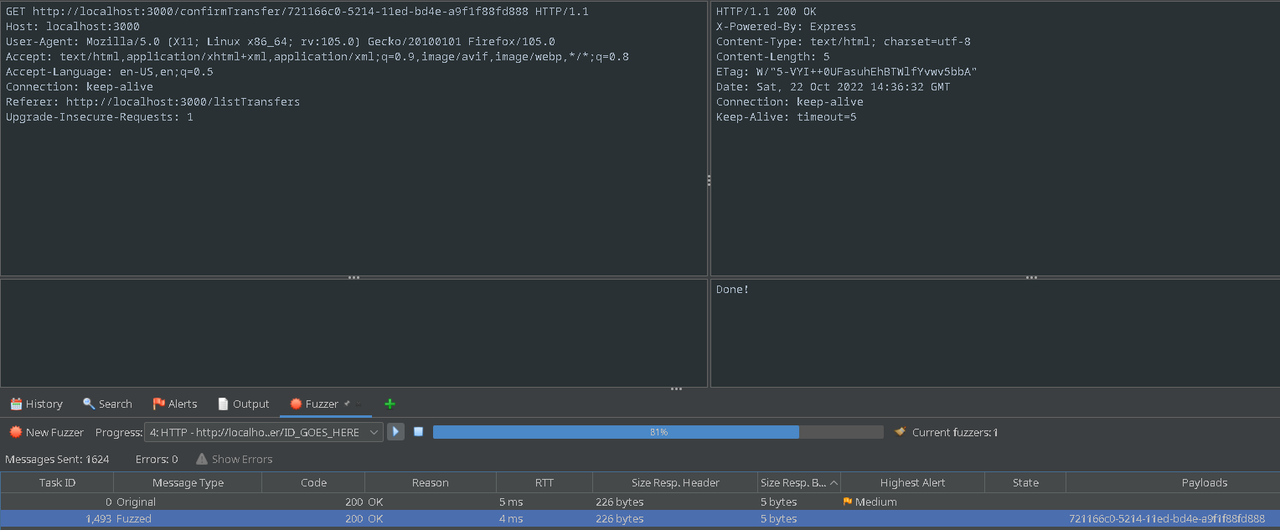 GET http://localhost:3000/confirmTransfer/721166c0-5214-11ed-bd4e-a9f1f88fd888 HTTP/1.1
Host: localhost:3000
User-Agent: Mozilla/5.0 (X11; Linux x86_64; rv:105.0) Gecko/20100101 Firefox/105.0
Accept: text/html,application/xhtml+xml,application/xml;q=0.9,image/avif,image/webp,*/*;q=0.8
Accept-Language: en-US,en;q=0.5
Connection: keep-alive
Referer: http://localhost:3000/listTransfers
Upgrade-Insecure-Requests: 1
HTTP/1.1 200 OK
X-Powered-By: Express
Content-Type: text/html; charset=utf-8
Content-Length: 5
ETag: W/"5-VYI++0UFasuhEhBTWlfYvwv5bbA"
Date: Sat, 22 Oct 2022 14:36:32 GMT
Connection: keep-alive
Keep-Alive: timeout=5
Done!
History Search Alerts Output Fuzzer
New Fuzzer Progress: 4: HTTP - http://localho..er/ID_GOES_HERE 81% Current fuzzers: 1
Messages Sent: 1624 Errors: 0 Show Errors
Task ID Message Type Code Reason RTT Size Resp. Header Size Resp. B... Highest Alert State Payloads
0 Original 200 OK 5 ms 226 bytes 5 bytes Medium
1,493 Fuzzed 200 OK 4 ms 226 bytes 5 bytes 721166c0-5214-11ed-bd4e-a9f1f88fd888